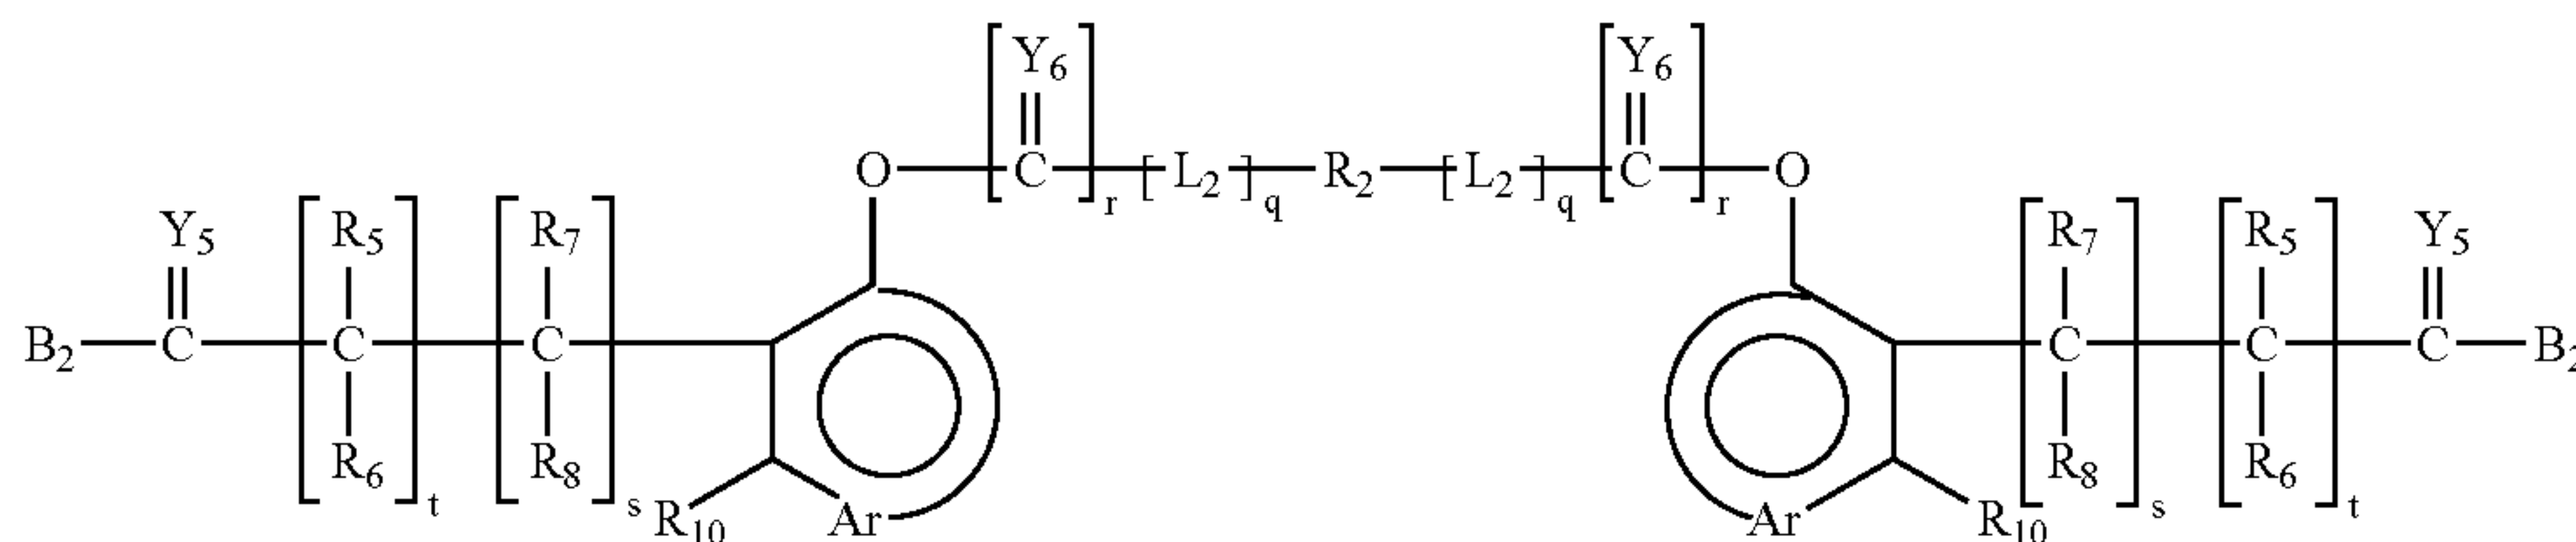 Y6 Y6
O C r L2 q R2 L2 q C r O
Y5 R5 R7 R7 R5 Y5
B2 C C C C C C B2
R6 t R8 s R8 s R6 t
R10 Ar Ar R10